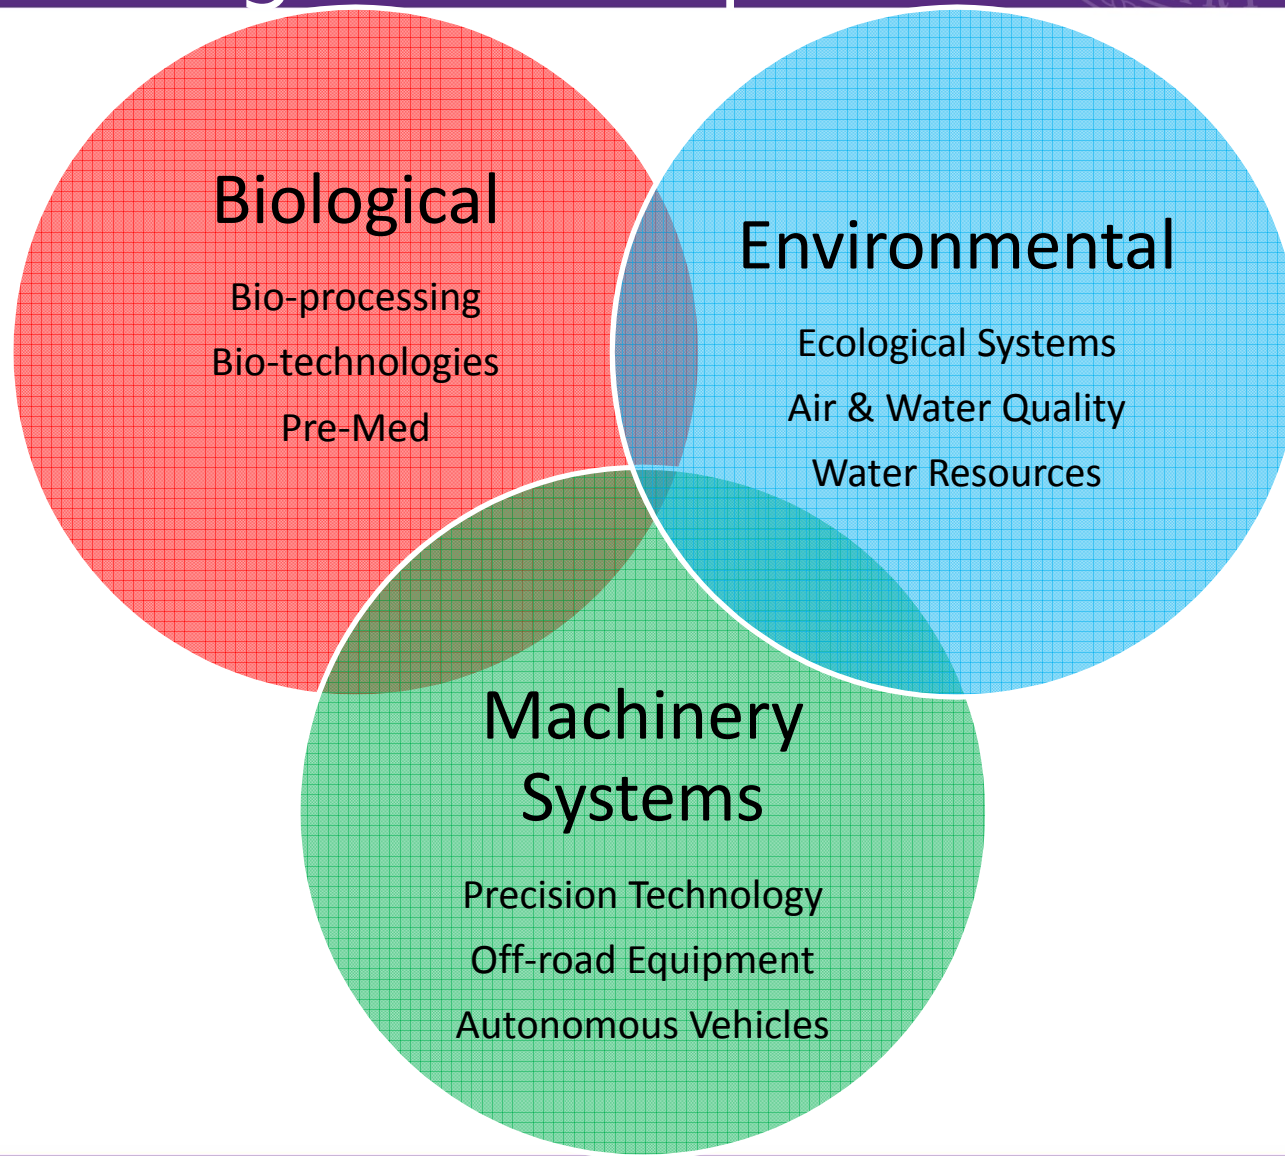 Biological
Bio-processing
Bio-technologies
Pre-Med
Environmental
Ecological Systems
Air & Water Quality
Water Resources
Machinery
Systems
Precision Technology
Off-road Equipment
Autonomous Vehicles